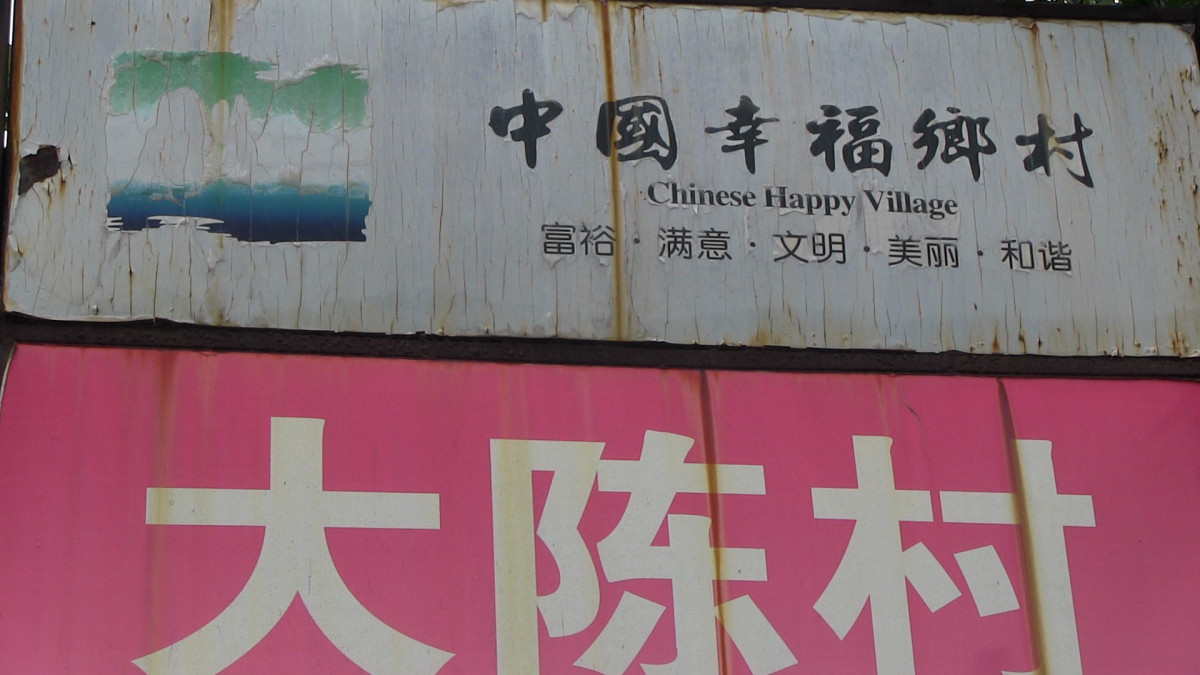 中國幸福鄉村
Chinese Happy Village
富裕·满意·文明·美丽·和谐
大陈村